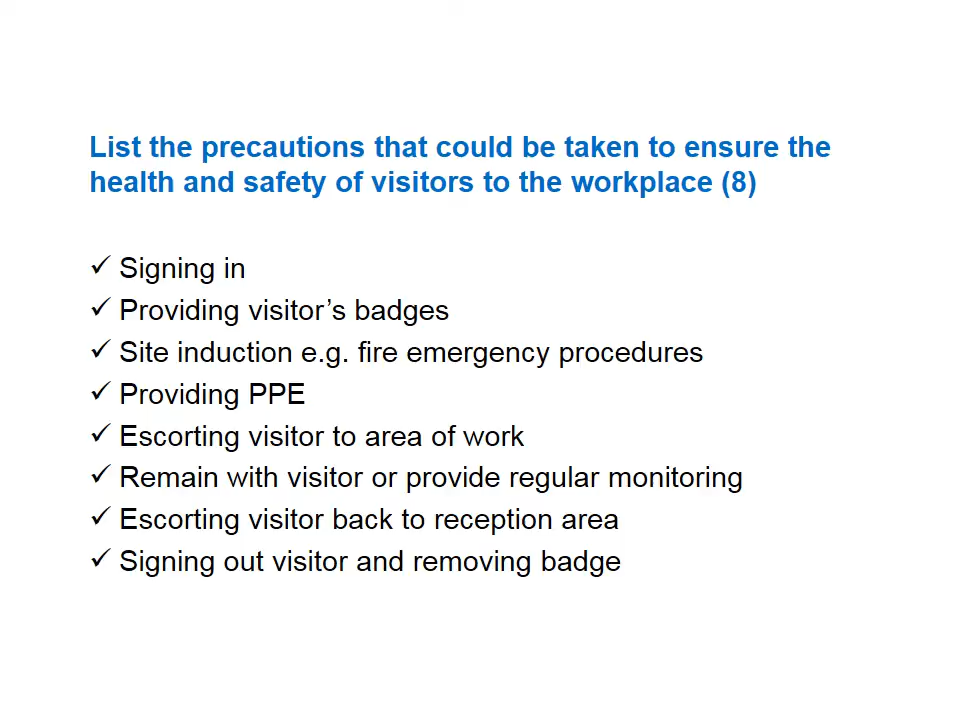 List the precautions that could be taken to ensure the
health and safety of visitors to the workplace (8)
✓ Signing in
✓ Providing visitor’s badges
✓ Site induction e.g. fire emergency procedures
✓ Providing PPE
✓ Escorting visitor to area of work
✓ Remain with visitor or provide regular monitoring
✓ Escorting visitor back to reception area
✓ Signing out visitor and removing badge